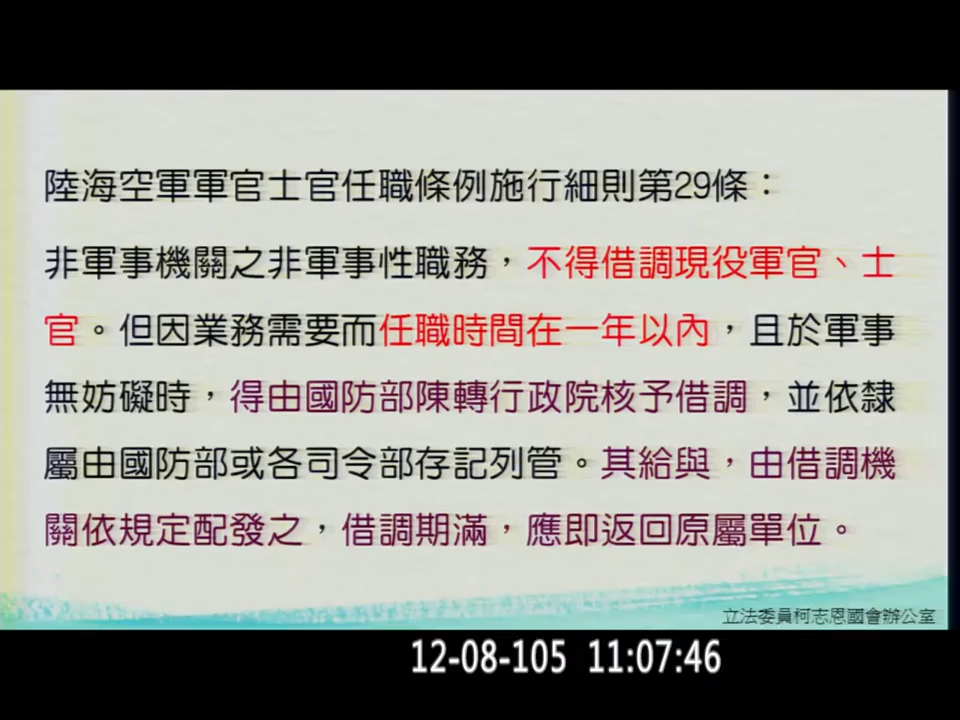 陸海空軍軍官士官任職條例施行細則第29條：
非軍事機關之非軍事性職務，不得借調現役軍官、士
官。但因業務需要而任職時間在一年以內，且於軍事
無妨礙時，得由國防部陳轉行政院核予借調，並依隸
屬由國防部或各司令部存記列管。其給與，由借調機
關依規定配發之，借調期滿，應即返回原屬單位。
立法委員柯志恩國會辦公室
12-08-105 11:07:46